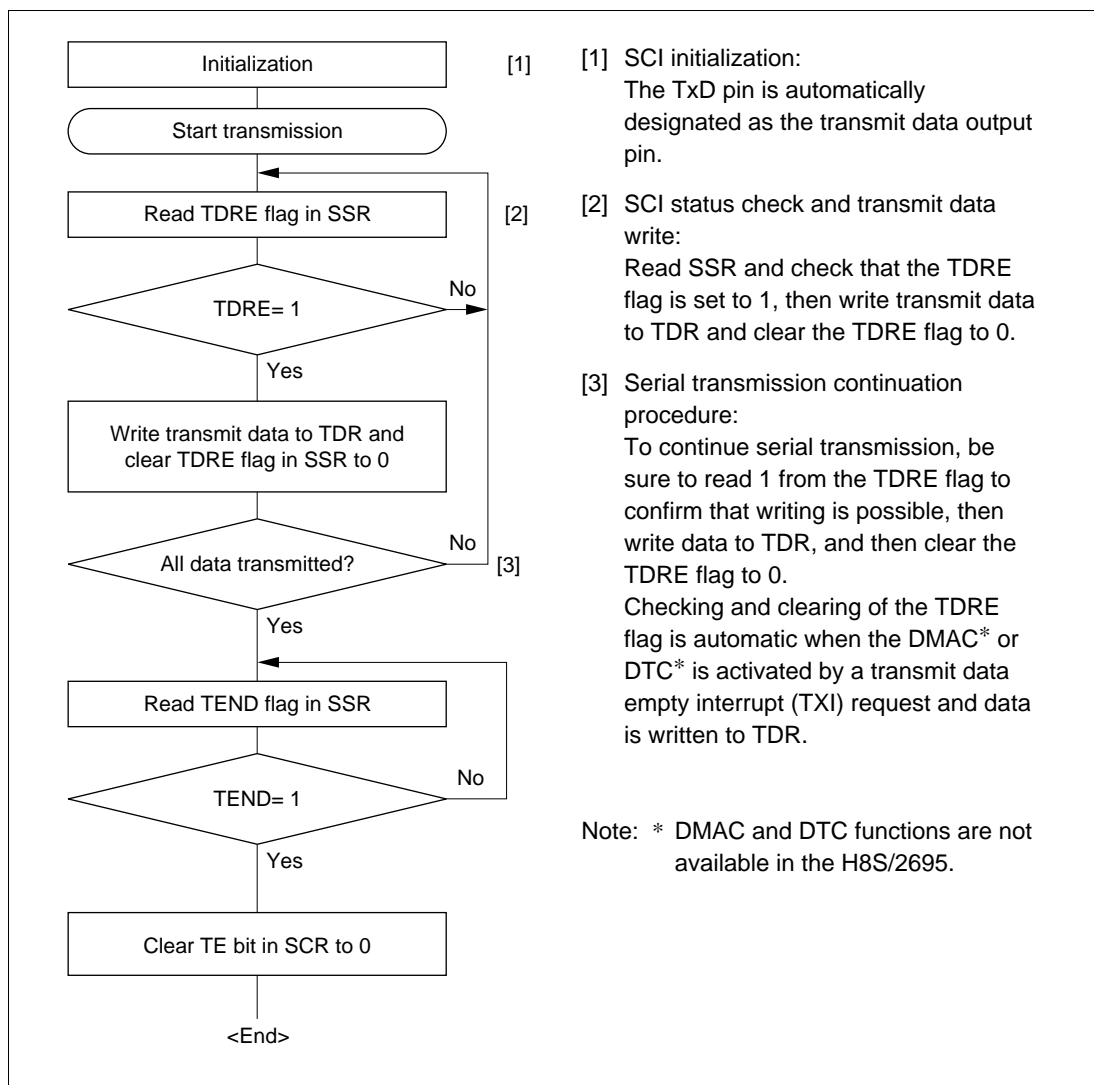 Initialization [1]
Start transmission
Read TDRE flag in SSR [2]
No
TDRE= 1
Yes
Write transmit data to TDR and
clear TDRE flag in SSR to 0
No
All data transmitted? [3]
Yes
Read TEND flag in SSR
No
TEND= 1
Yes
Clear TE bit in SCR to 0
<End>
[1] SCI initialization:
The TxD pin is automatically
designated as the transmit data output
pin.
[2] SCI status check and transmit data
write:
Read SSR and check that the TDRE
flag is set to 1, then write transmit data
to TDR and clear the TDRE flag to 0.
[3] Serial transmission continuation
procedure:
To continue serial transmission, be
sure to read 1 from the TDRE flag to
confirm that writing is possible, then
write data to TDR, and then clear the
TDRE flag to 0.
Checking and clearing of the TDRE
flag is automatic when the DMAC* or
DTC* is activated by a transmit data
empty interrupt (TXI) request and data
is written to TDR.
Note: * DMAC and DTC functions are not
available in the H8S/2695.